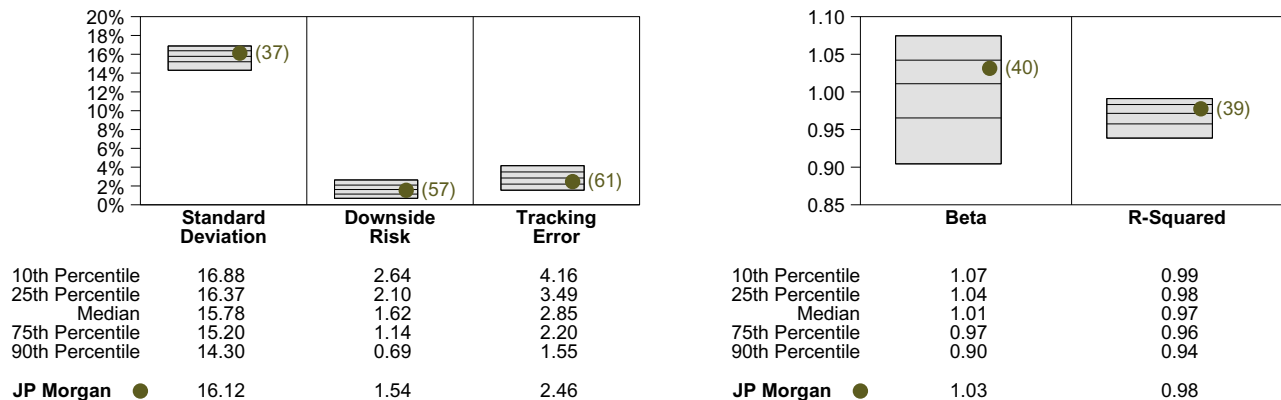 20%
18%
16%
14%
12%
10%
8%
6%
4%
2%
0%
(37)
(57)
(61)
Standard Deviation
Downside Risk
Tracking Error
10th Percentile 16.88 2.64 4.16
25th Percentile 16.37 2.10 3.49
Median 15.78 1.62 2.85
75th Percentile 15.20 1.14 2.20
90th Percentile 14.30 0.69 1.55
JP Morgan 16.12 1.54 2.46
1.10
1.05
1.00
0.95
0.90
0.85
(40)
(39)
Beta R-Squared
10th Percentile 1.07 0.99
25th Percentile 1.04 0.98
Median 1.01 0.97
75th Percentile 0.97 0.96
90th Percentile 0.90 0.94
JP Morgan 1.03 0.98